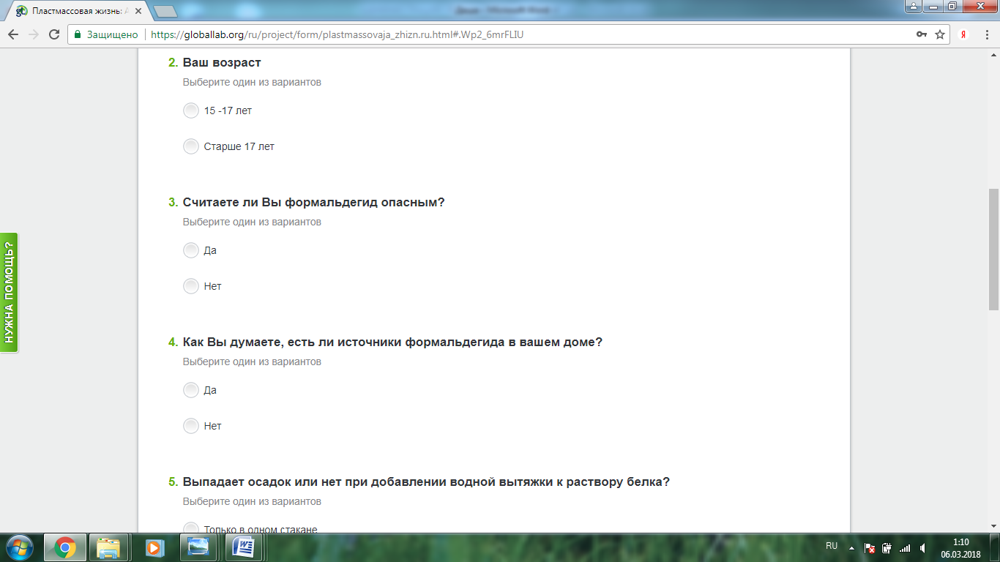 Пластмассовая жизнь:
Защищено
https://globallab.org/ru/project/form/plastmassovaja_zhizn.ru.html#.Wp2_6mrFLIU
Я
2. Ваш возраст
Выберите один из вариантов
15 -17 лет
Старше 17 лет
3. Считаете ли Вы формальдегид опасным?
Выберите один из вариантов
Да
Нет
4. Как Вы думаете, есть ли источники формальдегида в вашем доме?
Выберите один из вариантов
Да
Нет
5. Выпадает осадок или нет при добавлении водной вытяжки к раствору белка?
Выберите один из вариантов
Только в одном стакане
НУЖНА ПОМОЩЬ?
RU
1:10
06.03.2018